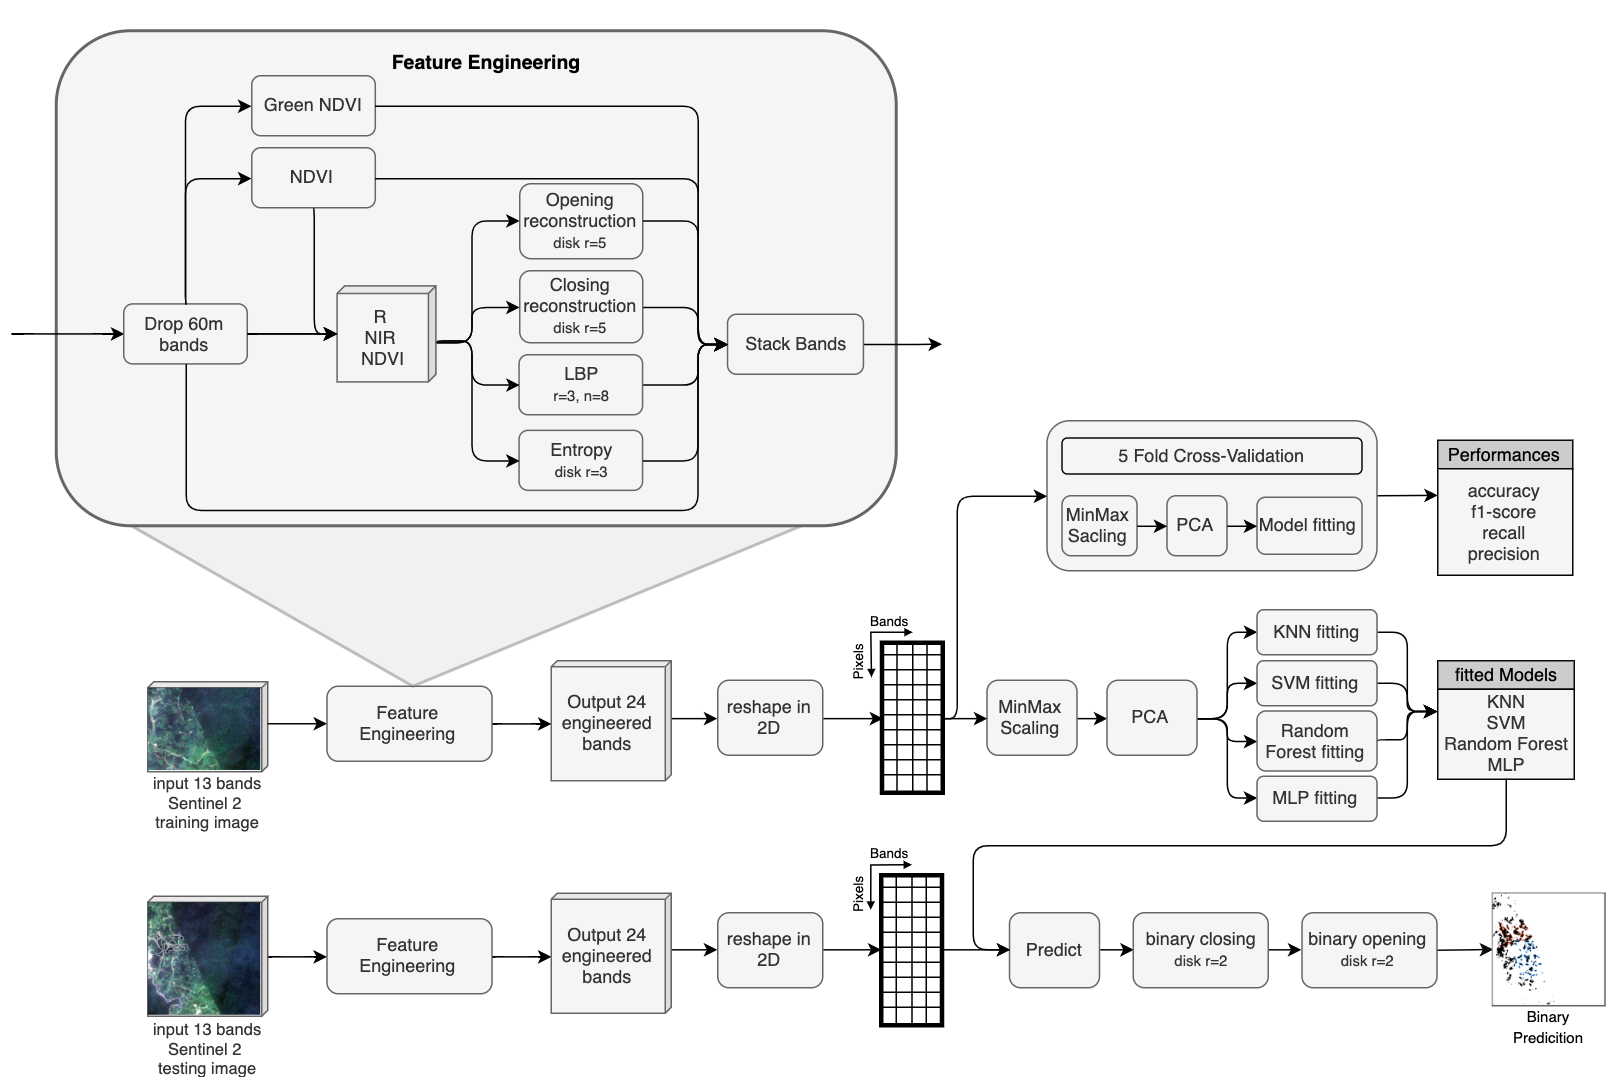 Feature Engineering
Green NDVI
NDVI
Opening
reconstruction
disk r=5
Closing
reconstruction
disk r=5
Drop 60m
bands
R
NIR
NDVI
LBP
r=3, n=8
Entropy
disk r=3
Stack Bands
5 Fold Cross-Validation
MinMax
Sacling
PCA
Model fitting
Performances
accuracy
f1-score
recall
precision
input 13 bands
Sentinel 2
training image
Feature
Engineering
Output 24
engineered
bands
reshape in
2D
Bands
Pixels
MinMax
Scaling
PCA
KNN fitting
SVM fitting
Random
Forest fitting
MLP fitting
fitted Models
KNN
SVM
Random Forest
MLP
input 13 bands
Sentinel 2
testing image
Feature
Engineering
Output 24
engineered
bands
reshape in
2D
Bands
Pixels
Predict
binary closing
disk r=2
binary opening
disk r=2
Binary
Predicition